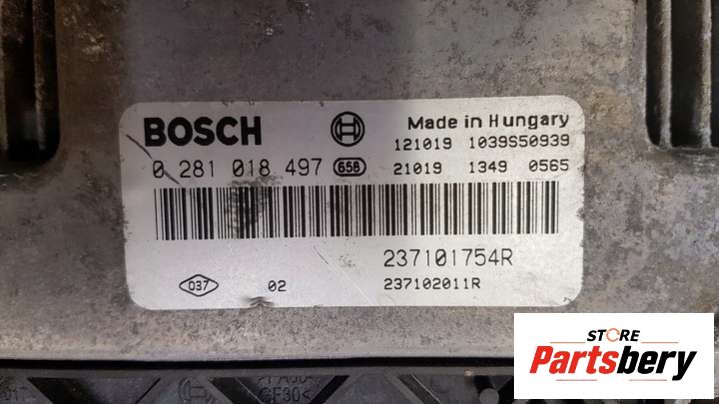 BOSCH
Made in Hungary
121019 1039S50939
0 281 018 497 656 21019 1349 0565
237101754R
037 02 237102011R
STORE
Partsbery
GF30<